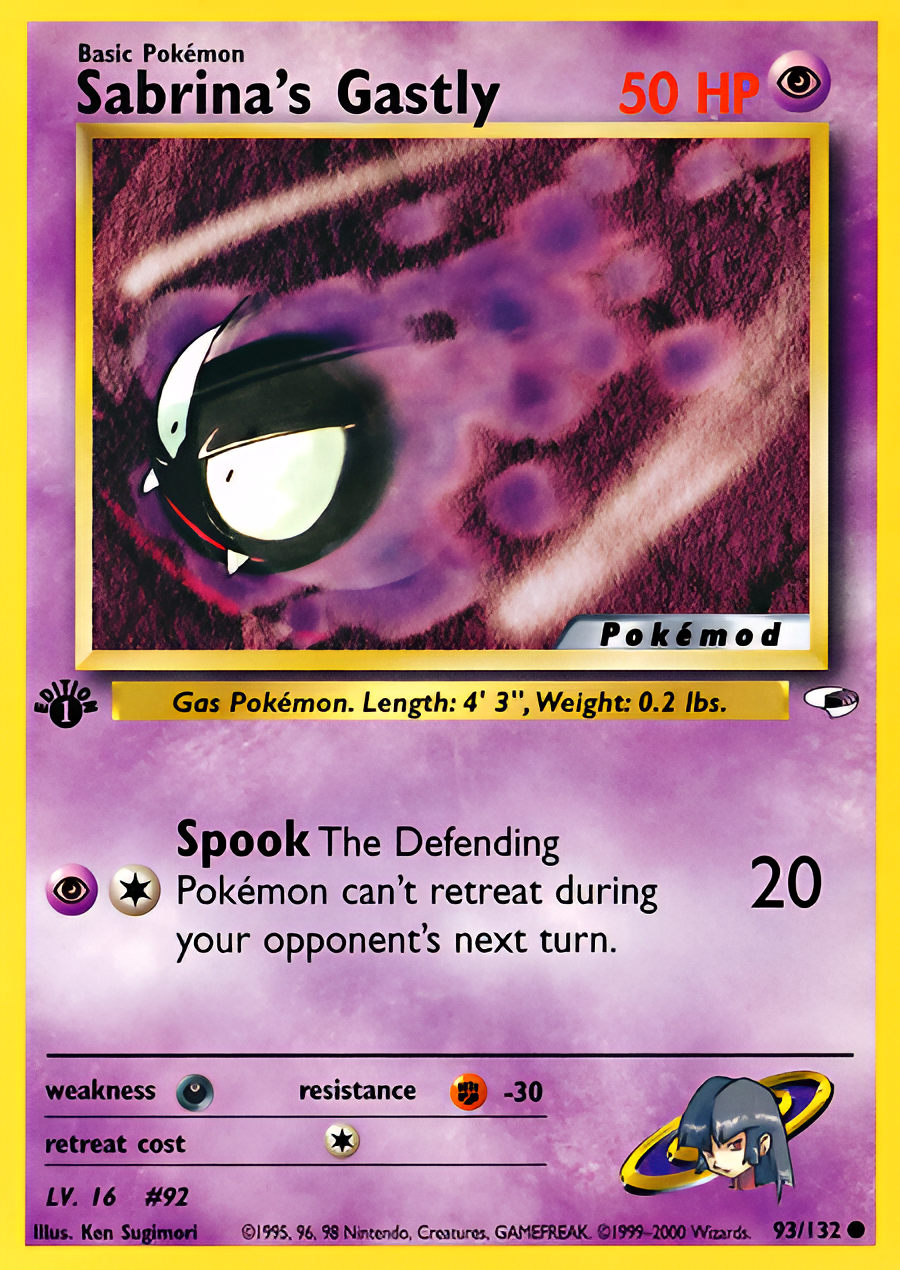 Basic Pokémon
Sabrina's Gastly 50 HP
Pokémod
EDITION
1
Gas Pokémon. Length: 4' 3", Weight: 0.2 lbs.
Spook The Defending
Pokémon can't retreat during
your opponent's next turn.
20
weakness resistance -30
retreat cost
LV. 16 #92
Illus. Ken Sugimori ©1995, 96, 98 Nintendo, Creatures, GAMEFREAK. ©1999–2000 Wizards. 93/132